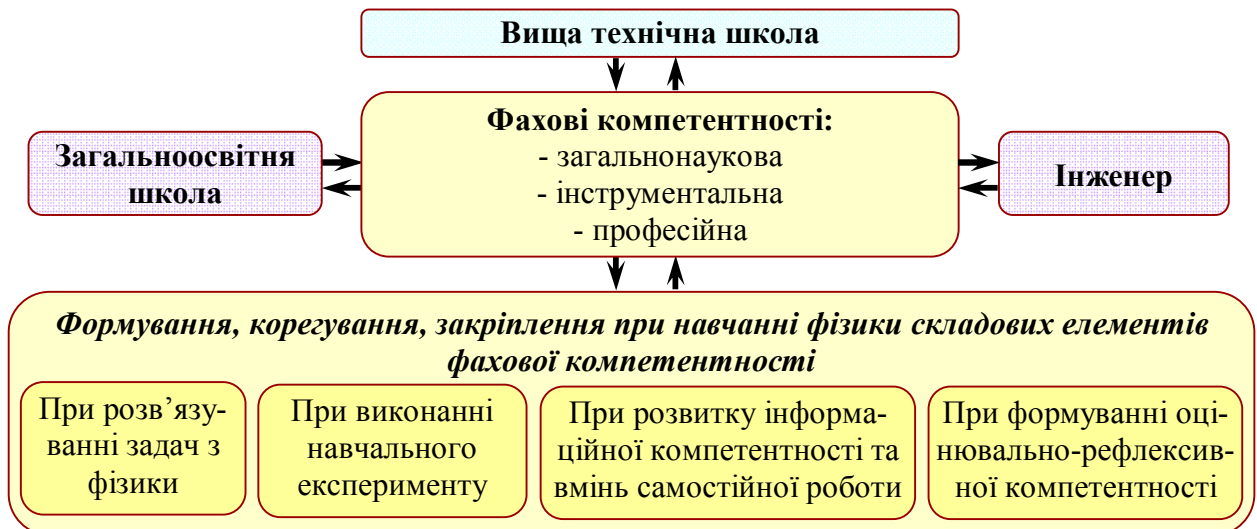 Вища технічна школа
Фахові компетентності:
- загальнонаукова
- інструментальна
- професійна
Загальноосвітня
школа
Інженер
Формування, корегування, закріплення при навчанні фізики складових елементів
фахової компетентності
При розв’язу-
ванні задач з
фізики
При виконанні
навчального
експерименту
При розвитку інформа-
ційної компетентності та
вмінь самостійної роботи
При формуванні оці-
нювально-рефлексив-
ної компетентності